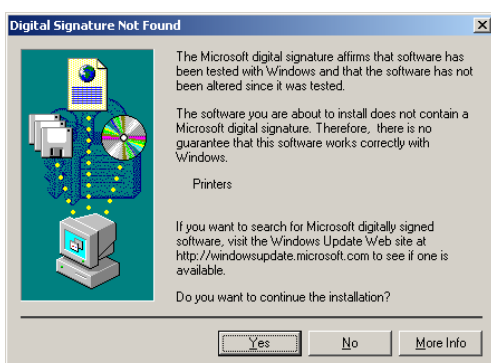 Digital Signature Not Found
The Microsoft digital signature affirms that software has
been tested with Windows and that the software has not
been altered since it was tested.
The software you are about to install does not contain a
Microsoft digital signature. Therefore, there is no
guarantee that this software works correctly with
Windows.
Printers
If you want to search for Microsoft digitally signed
software, visit the Windows Update Web site at
http://windowsupdate.microsoft.com to see if one is
available.
Do you want to continue the installation?
Yes No More Info